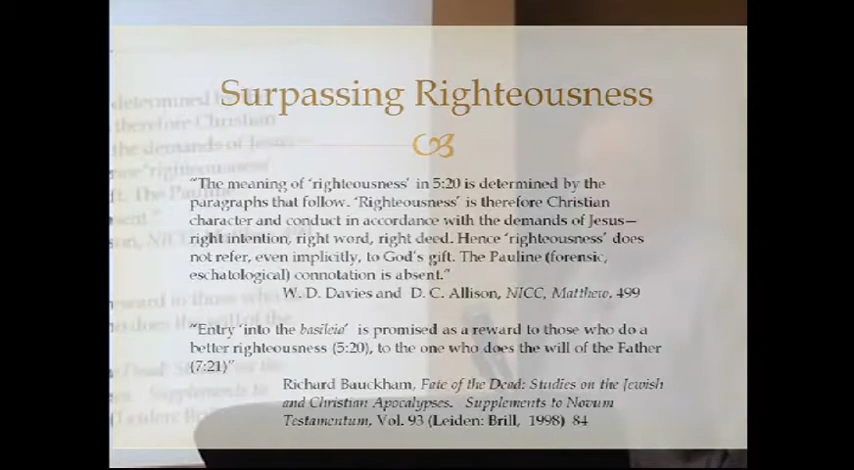 Surpassing Righteousness
“The meaning of ‘righteousness’ in 5:20 is determined by the
paragraphs that follow. ‘Righteousness’ is therefore Christian
character and conduct in accordance with the demands of Jesus—
right intention, right word, right deed. Hence ‘righteousness’ does
not refer, even implicitly, to God’s gift. The Pauline (forensic,
eschatological) connotation is absent.”
W. D. Davies and D. C. Allison, NICC, Matthew, 499
“Entry ‘into the basileia’ is promised as a reward to those who do a
better righteousness (5:20), to the one who does the will of the Father
(7:21)”
Richard Bauckham, Fate of the Dead: Studies on the Jewish
and Christian Apocalypses. Supplements to Novum
Testamentum, Vol. 93 (Leiden: Brill, 1998) 84